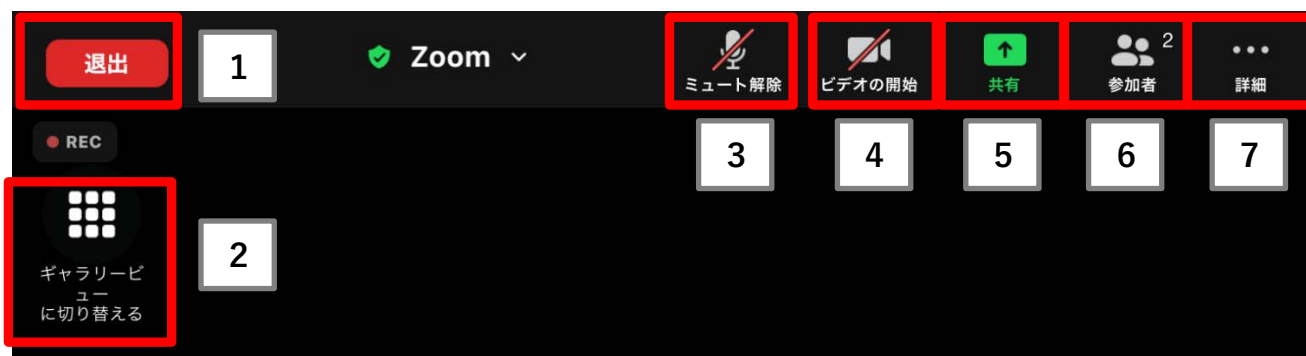 退出
1
Zoom
ミュート解除
ビデオの開始
共有
2
参加者
詳細
3
4
5
6
7
REC
ギャラリービ
ュー
に切り替える
2